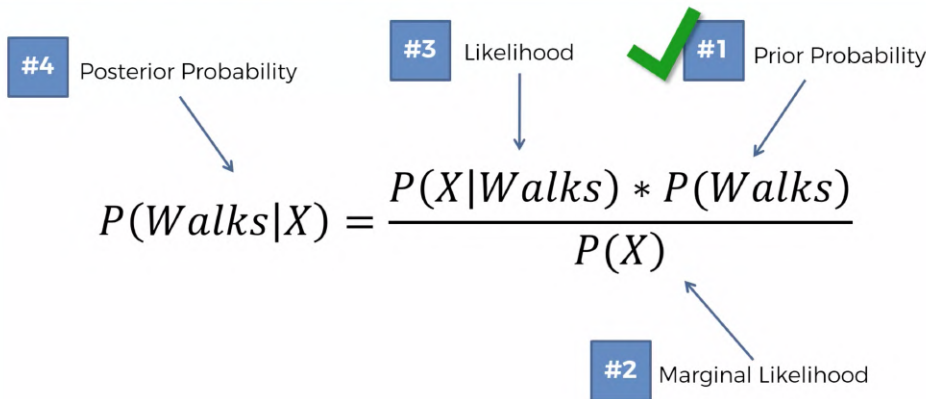 #4 Posterior Probability
#3 Likelihood
#1 Prior Probability
P(Walks|X) = P(X|Walks) * P(Walks)
P(X)
#2 Marginal Likelihood